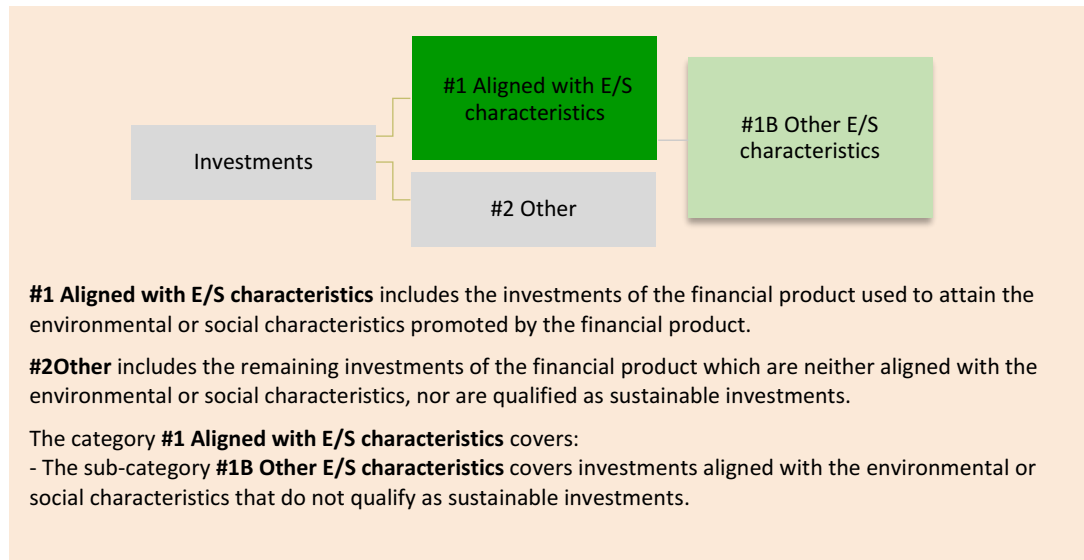 #1 Aligned with E/S
characteristics
#1B Other E/S
characteristics
Investments
#2 Other
#1 Aligned with E/S characteristics includes the investments of the financial product used to attain the
environmental or social characteristics promoted by the financial product.
#2Other includes the remaining investments of the financial product which are neither aligned with the
environmental or social characteristics, nor are qualified as sustainable investments.
The category #1 Aligned with E/S characteristics covers:
- The sub-category #1B Other E/S characteristics covers investments aligned with the environmental or
social characteristics that do not qualify as sustainable investments.